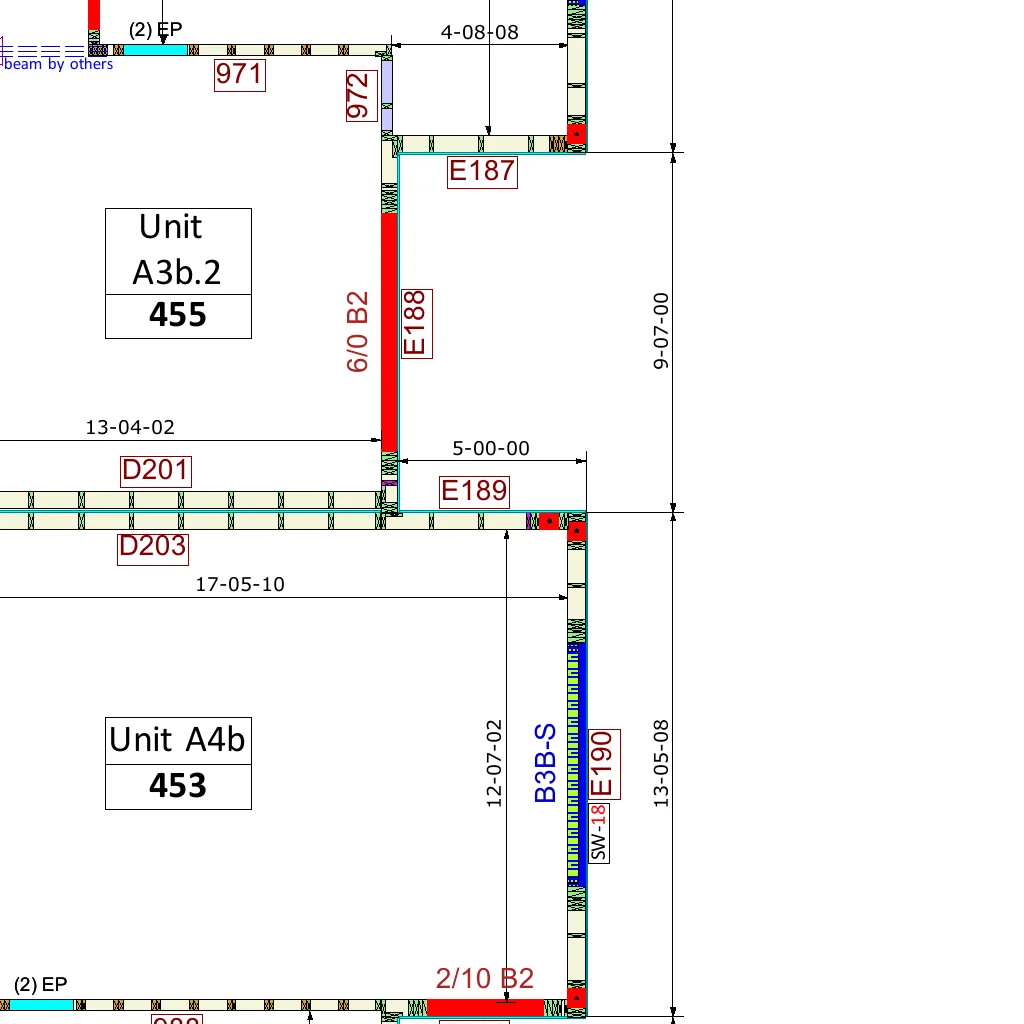 (2) EP
4-08-08
beam by others
971
972
E187
Unit
A3b.2
455
6/0 B2
E188
9-07-00
13-04-02
5-00-00
D201
E189
D203
17-05-10
Unit A4b
453
12-07-02
B3B-S
E190
13-05-08
SW-18
2/10 B2
(2) EP